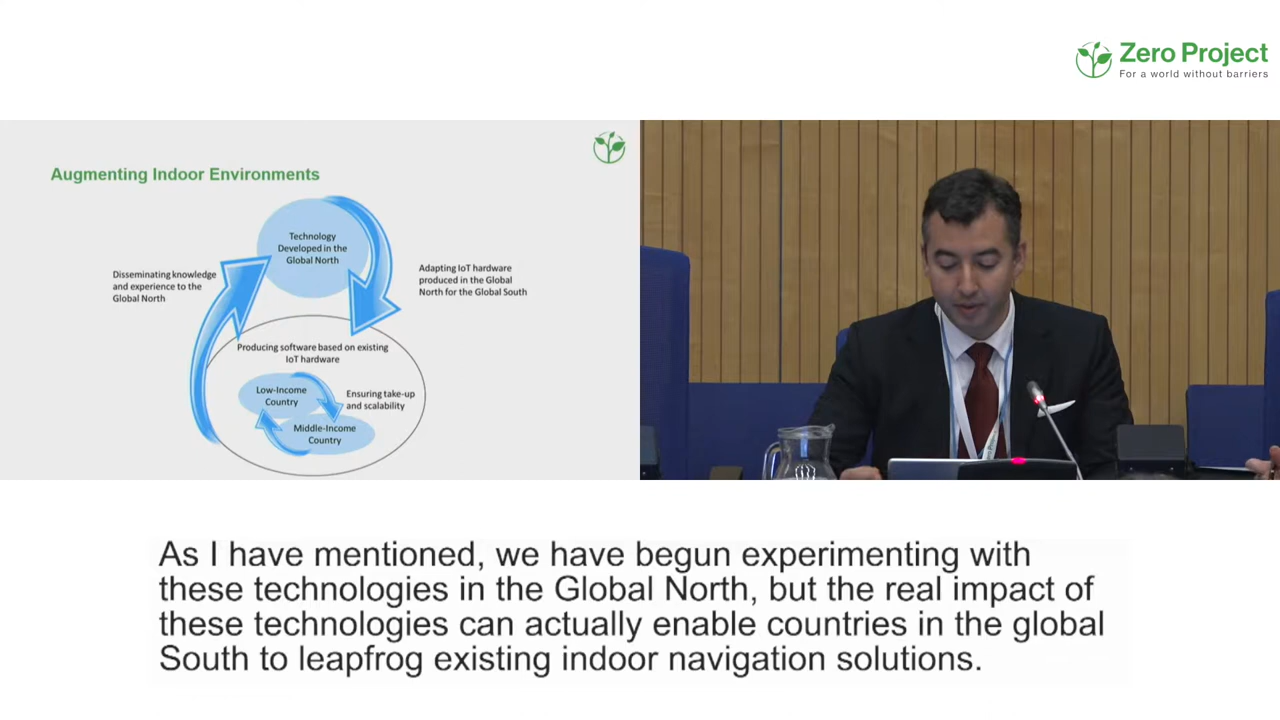 Zero Project
For a world without barriers
Augmenting Indoor Environments
Technology
Developed in the
Global North
Disseminating knowledge
and experience to the
Global North
Adapting IoT hardware
produced in the Global
North for the Global South
Producing software based on existing
IoT hardware
Low-Income
Country
Ensuring take-up
and scalability
Middle-Income
Country
As I have mentioned, we have begun experimenting with
these technologies in the Global North, but the real impact of
these technologies can actually enable countries in the global
South to leapfrog existing indoor navigation solutions.